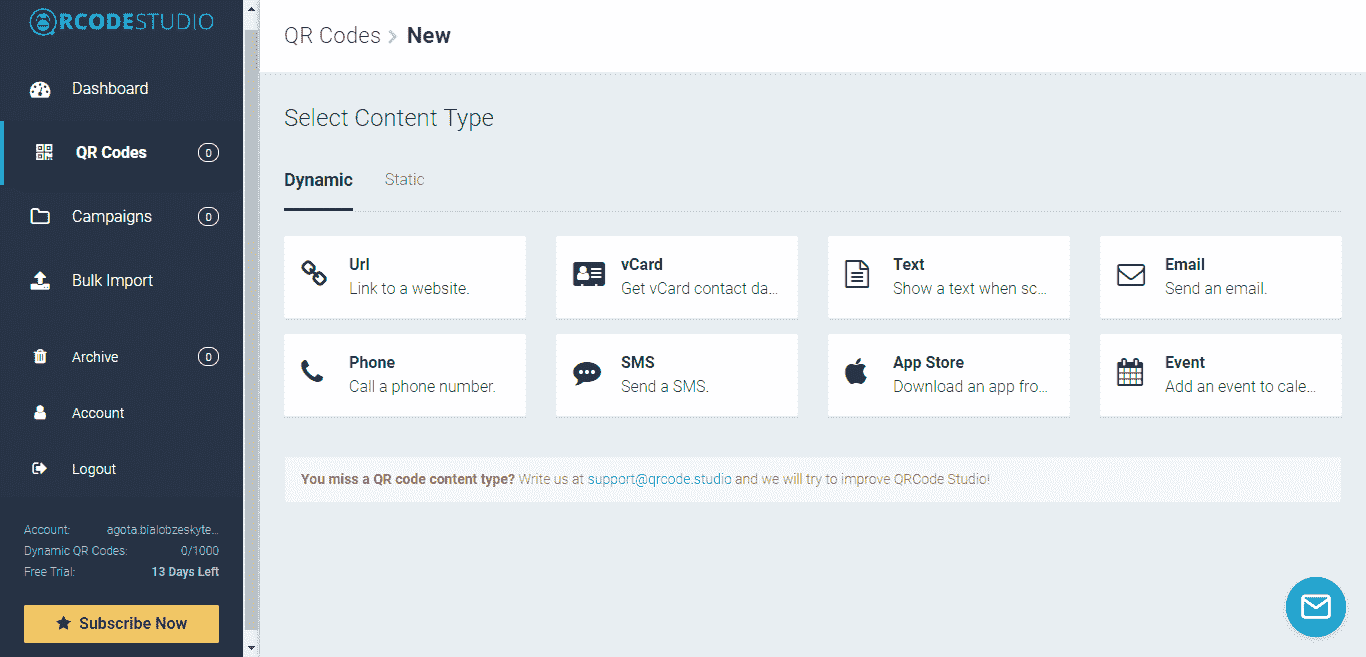 QRCODESTUDIO
Dashboard
QR Codes 0
Campaigns 0
Bulk Import
Archive 0
Account
Logout
Account: agota.bialobzeskyte...
Dynamic QR Codes: 0/1000
Free Trial: 13 Days Left
Subscribe Now
QR Codes > New
Select Content Type
Dynamic Static
Url
Link to a website.
vCard
Get vCard contact da...
Text
Show a text when sc...
Email
Send an email.
Phone
Call a phone number.
SMS
Send a SMS.
App Store
Download an app fro...
Event
Add an event to cale...
You miss a QR code content type? Write us at support@qrcode.studio and we will try to improve QRCode Studio!